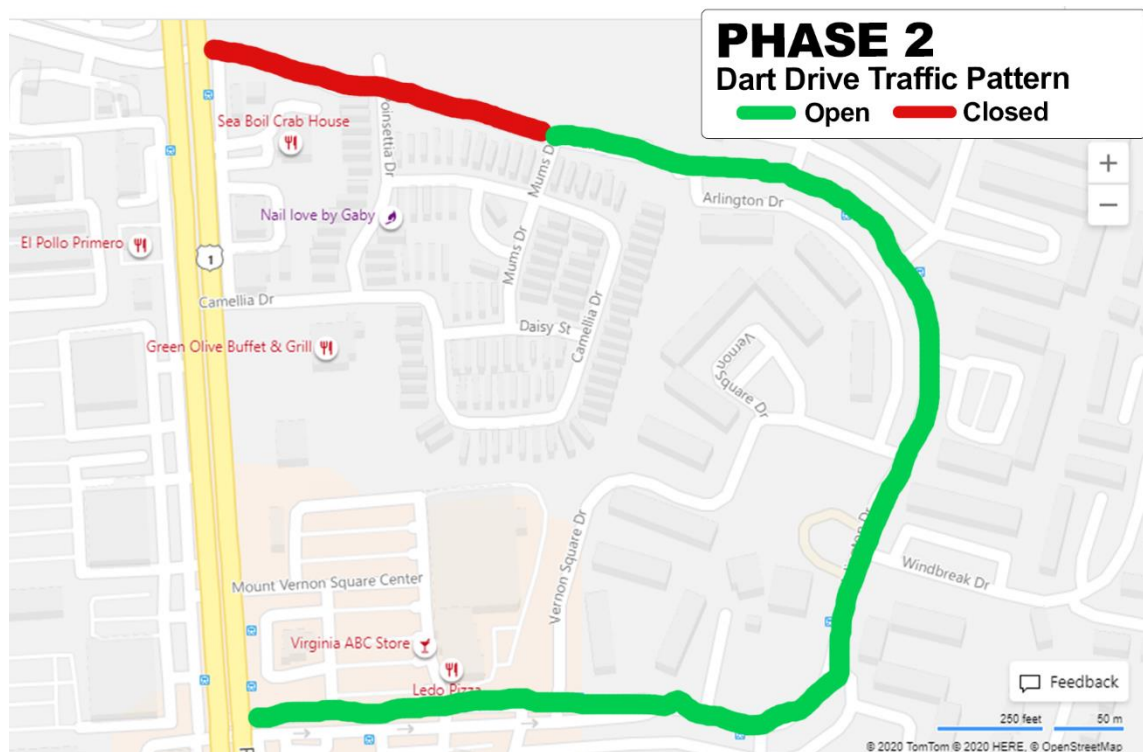 PHASE 2
Dart Drive Traffic Pattern
Open
Closed
Sea Boil Crab House
Poinsettia Dr
Mums Dr
Arlington Dr
Nail love by Gaby
El Pollo Primero
1
Mums Dr
Camellia Dr
Daisy St
Camellia Dr
Green Olive Buffet & Grill
Vernon
Square Dr
Vernon Square Dr
Windbreak Dr
Mount Vernon Square Center
Virginia ABC Store
Ledo Pizza
Feedback
250 feet
50 m
© 2020 TomTom © 2020 HERE, © OpenStreetMap